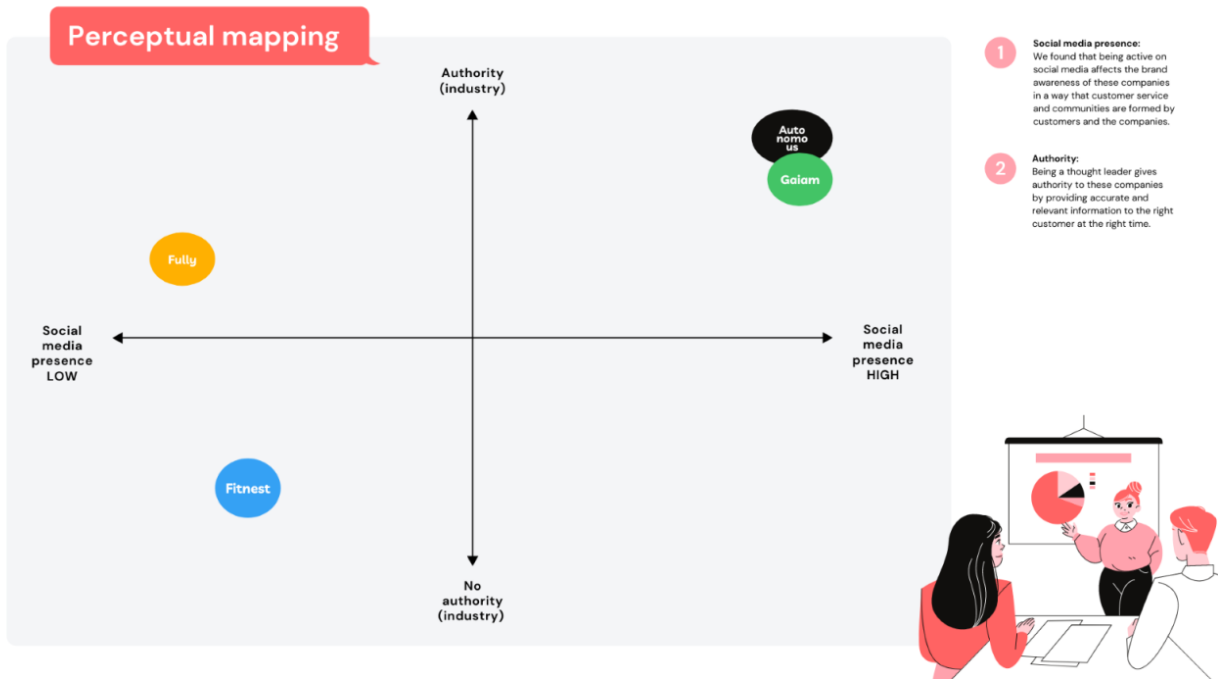 Perceptual mapping
Authority
(industry)
Auto
nomo
us
Gaiam
Fully
Social
media
presence
LOW
Social
media
presence
HIGH
Fitnest
No
authority
(industry)
1
Social media presence:
We found that being active on
social media affects the brand
awareness of these companies
in a way that customer service
and communities are formed by
customers and the companies.
2
Authority:
Being a thought leader gives
authority to these companies
by providing accurate and
relevant information to the right
customer at the right time.